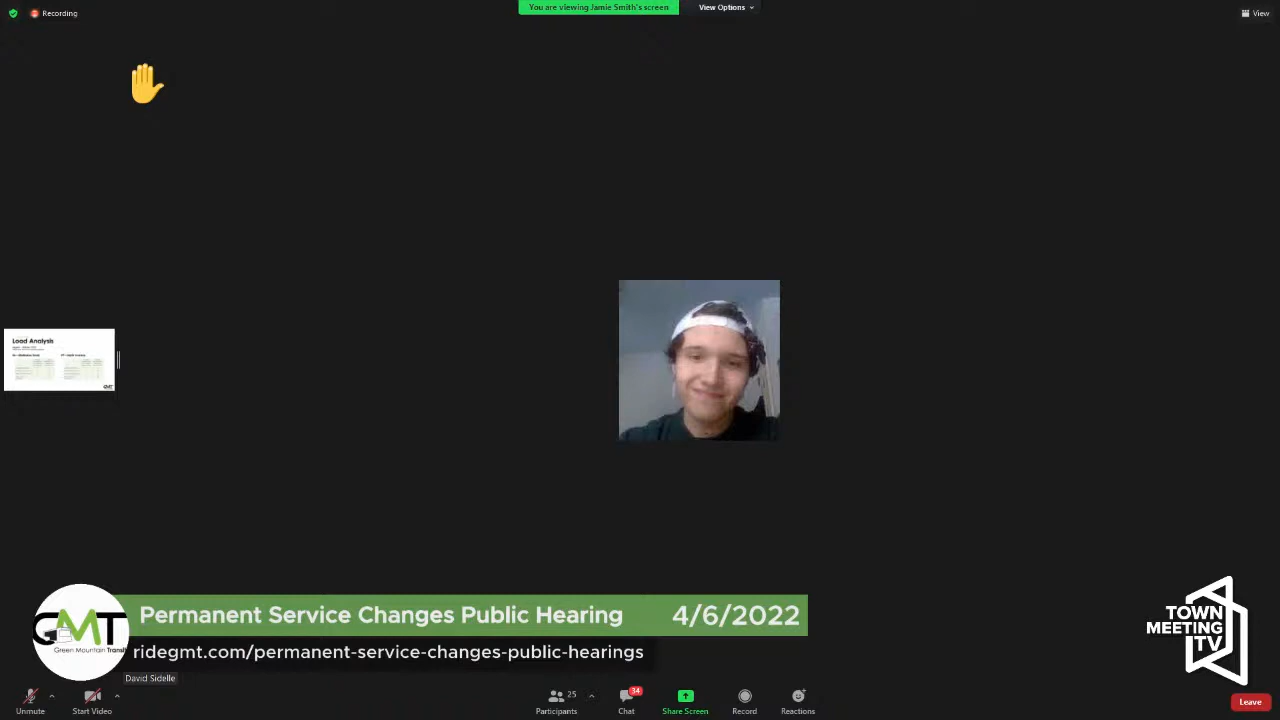 Recording
You are viewing Jamie Smith's screen
View Options
View
Load Analysis
GMT
Permanent Service Changes Public Hearing
4/6/2022
GMT
Green Mountain Transit
ridegmt.com/permanent-service-changes-public-hearings
TOWN
MEETING
TV
David Sidelle
Unmute
Start Video
25
Participants
34
Chat
Share Screen
Record
Reactions
Leave